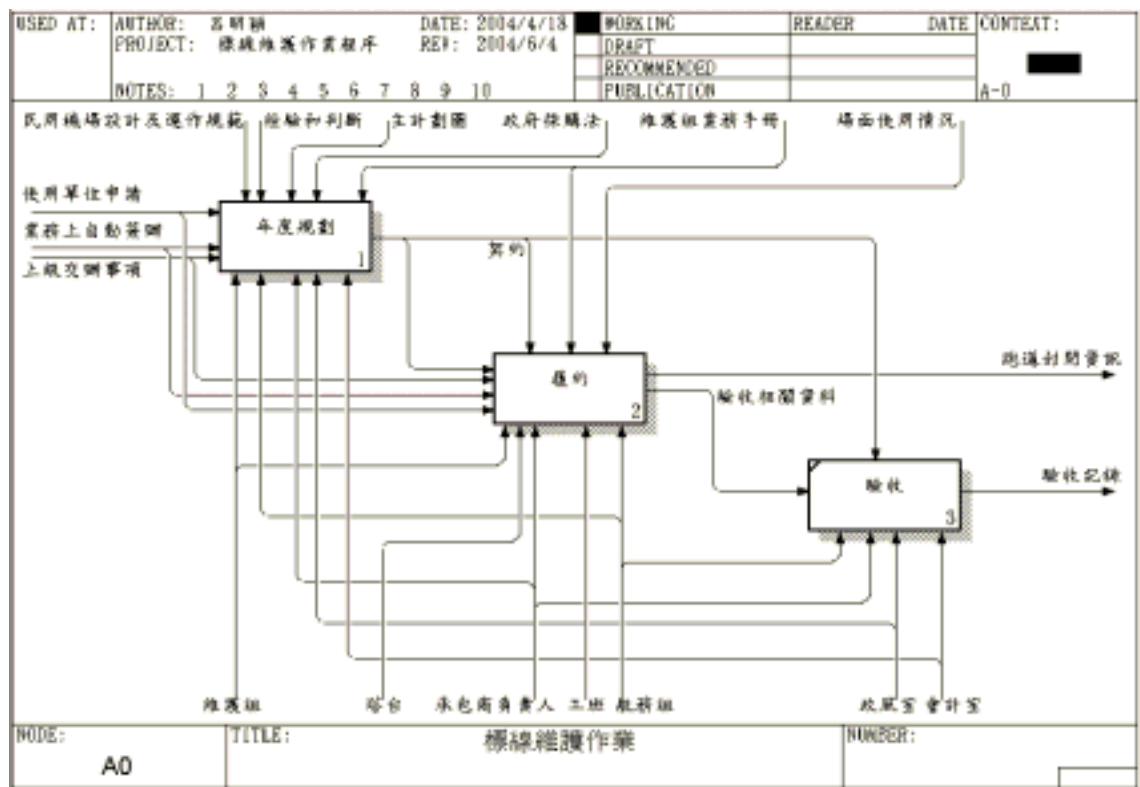 USED AT:
AUTHOR: 呂明穎 DATE: 2004/4/18
PROJECT: 標線維護作業程序 REV: 2004/6/4
NOTES: 1 2 3 4 5 6 7 8 9 10
WORKING
DRAFT
RECOMMENDED
PUBLICATION
READER DATE
CONTEXT:
A-0
民用機場設計及運作規範 經驗和判斷 主計劃圖 政府採購法 維護組業務手冊 場面使用情況
使用單位申請
業務上自動簽辦
上級交辦事項
年度規劃
1
契約
履約
2
跑道封閉資訊
驗收相關資料
驗收
3
驗收記錄
維護組 塔台 承包商負責人 工班 航務組 政風室 會計室
NODE:
A0
TITLE:
標線維護作業
NUMBER: